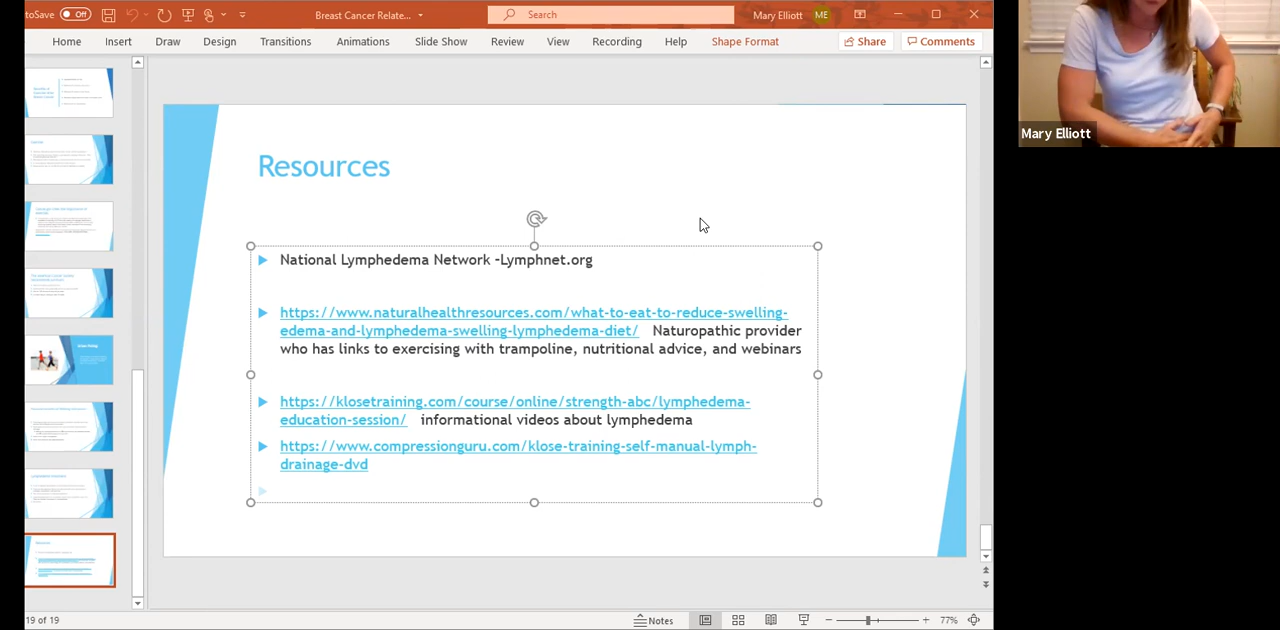 toSave Off
Breast Cancer Relate...
Search
Mary Elliott ME
Home Insert Draw Design Transitions Animations Slide Show Review View Recording Help Shape Format Share Comments
Mary Elliott
Resources
National Lymphedema Network -Lymphnet.org
https://www.naturalhealthresources.com/what-to-eat-to-reduce-swelling-
edema-and-lymphedema-swelling-lymphedema-diet/ Naturopathic provider
who has links to exercising with trampoline, nutritional advice, and webinars
https://klosetraining.com/course/online/strength-abc/lymphedema-
education-session/ informational videos about lymphedema
https://www.compressionguru.com/klose-training-self-manual-lymph-
drainage-dvd
19 of 19
Notes
77%